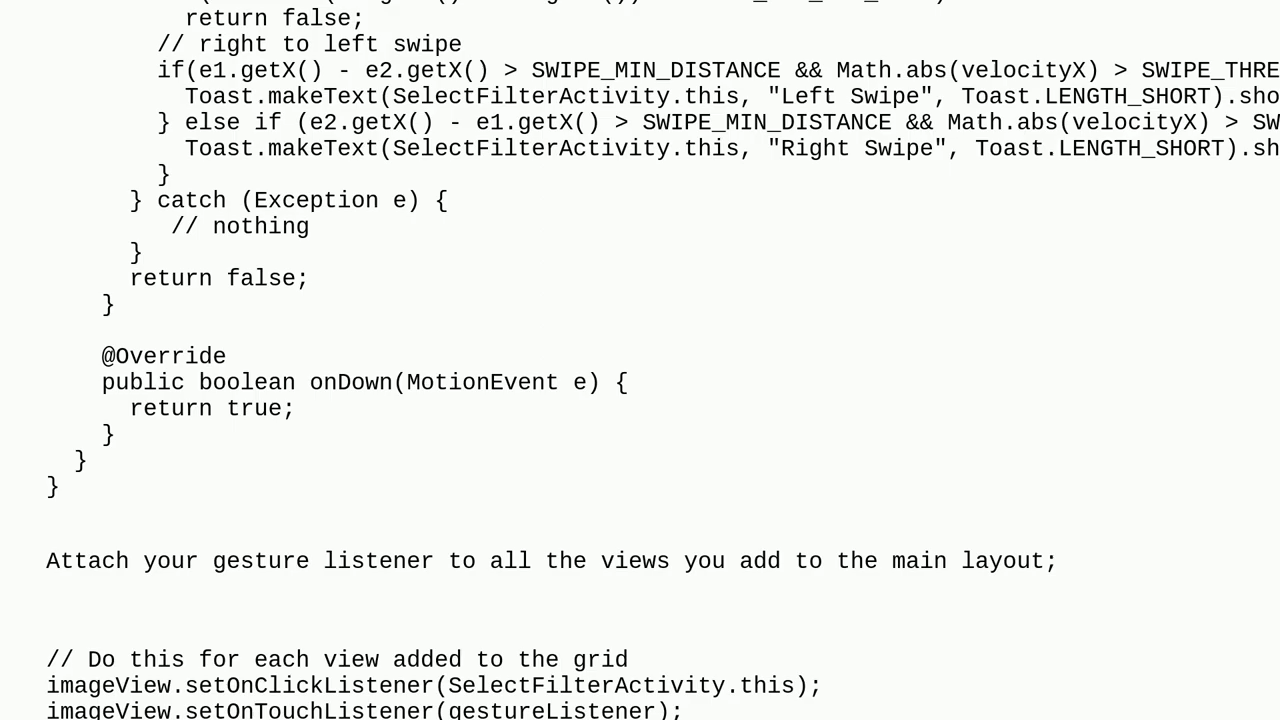 return false;
// right to left swipe
if(e1.getX() - e2.getX() > SWIPE_MIN_DISTANCE && Math.abs(velocityX) > SWIPE_THRE
Toast.makeText(SelectFilterActivity.this, "Left Swipe", Toast.LENGTH_SHORT).sho
} else if (e2.getX() - e1.getX() > SWIPE_MIN_DISTANCE && Math.abs(velocityX) > SW
Toast.makeText(SelectFilterActivity.this, "Right Swipe", Toast.LENGTH_SHORT).sh
}
} catch (Exception e) {
// nothing
}
return false;
}
@Override
public boolean onDown(MotionEvent e) {
return true;
}
}
}
Attach your gesture listener to all the views you add to the main layout;
// Do this for each view added to the grid
imageView.setOnClickListener(SelectFilterActivity.this);
imageView.setOnTouchListener(gestureListener);